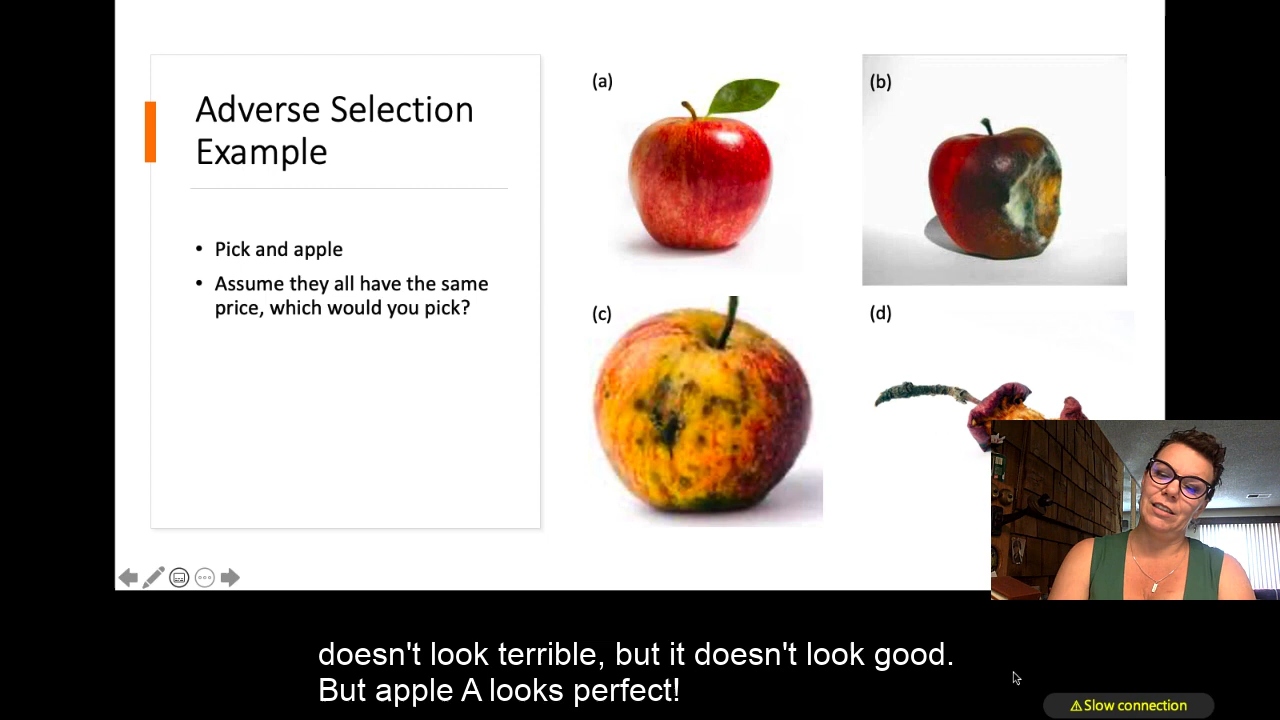 Adverse Selection
Example
• Pick and apple
• Assume they all have the same
price, which would you pick?
(a)
(b)
(c)
(d)
doesn't look terrible, but it doesn't look good.
But apple A looks perfect!
⚠Slow connection